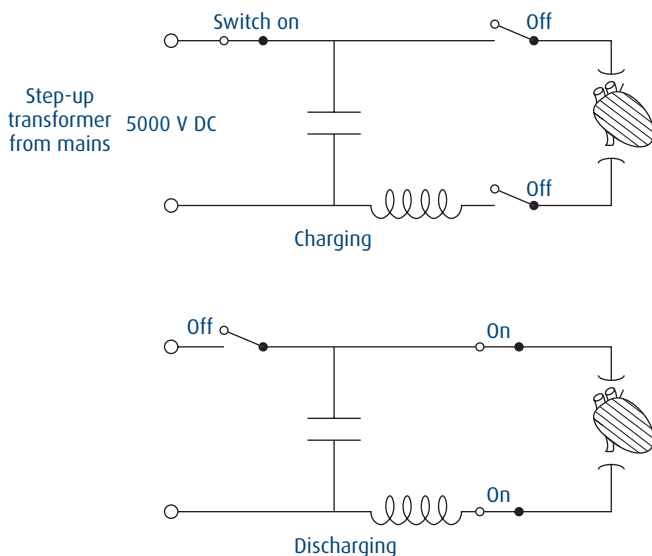 Switch on
Off
Step-up
transformer
from mains
5000 V DC
Off
Charging
Off
On
On
Discharging